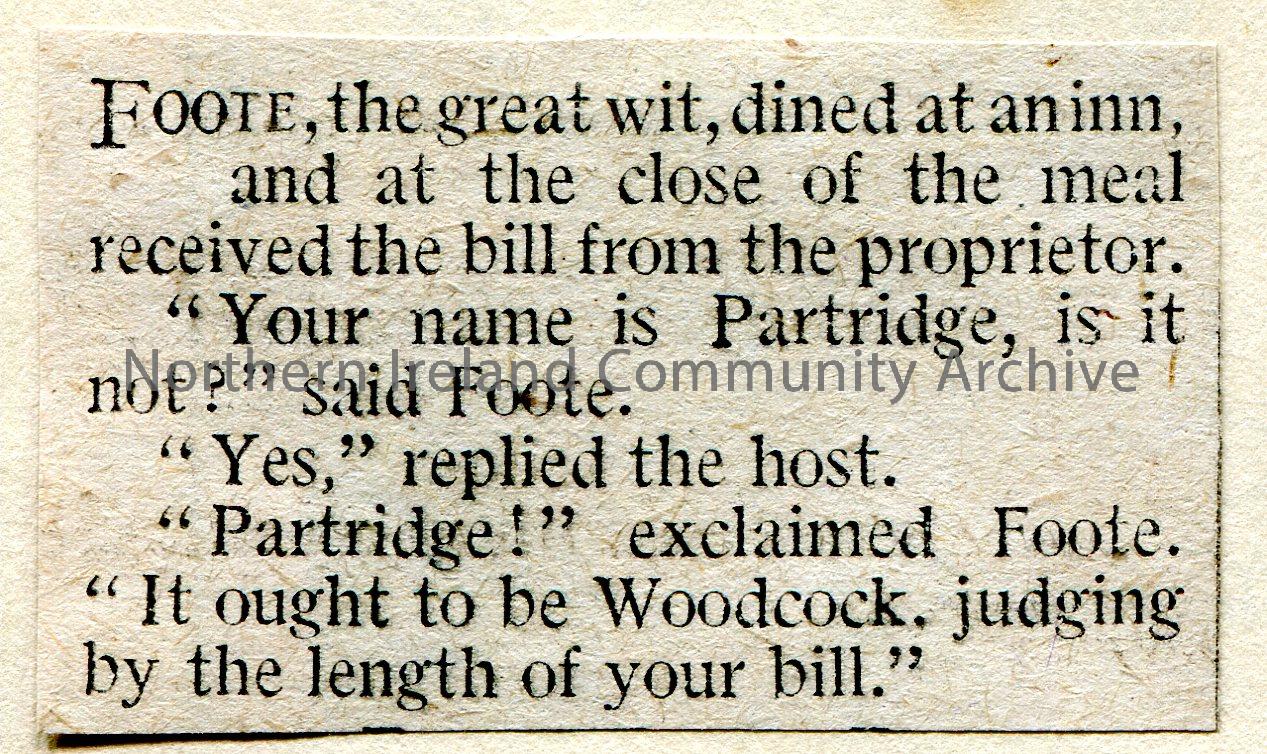 FOOTE, the great wit, dined at an inn,
and at the close of the meal
received the bill from the proprietor.
“Your name is Partridge, is it
Northern Ireland Community Archive
not?” said Foote.
“Yes,” replied the host.
“Partridge!” exclaimed Foote.
“It ought to be Woodcock, judging
by the length of your bill.”